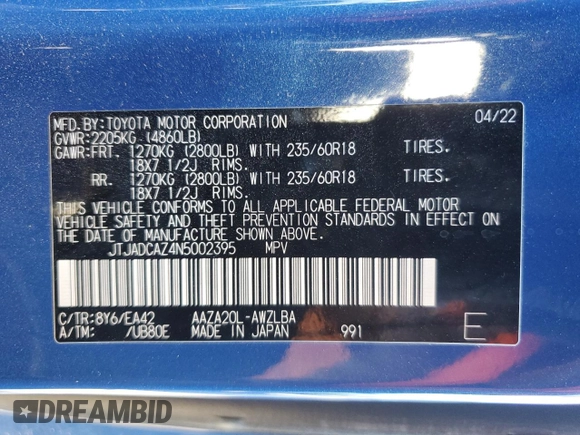 MFD.BY:TOYOTA MOTOR CORPORATION 04/22
GVWR:2205KG (4860LB)
GAWR:FRT. 1270KG (2800LB) WITH 235/60R18 TIRES.
18X7 1/2J RIMS.
RR. 1270KG (2800LB) WITH 235/60R18 TIRES.
18X7 1/2J RIMS.
THIS VEHICLE CONFORMS TO ALL APPLICABLE FEDERAL MOTOR
VEHICLE SAFETY AND THEFT PREVENTION STANDARDS IN EFFECT ON
THE DATE OF MANUFACTURE SHOWN ABOVE.
JTJADCAZ4N5002395 MPV
C/TR:8Y6/EA42 AAZA20L-AWZLBA
A/TM: /UB80E MADE IN JAPAN 991 E
DREAMBID